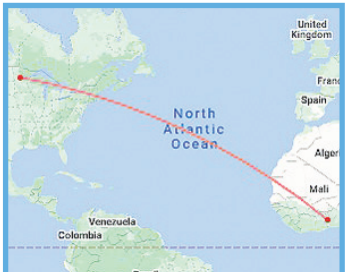 United
Kingdom
Franc
Spain
North
Atlantic
Ocean
Alger
Mali
Venezuela
Colombia